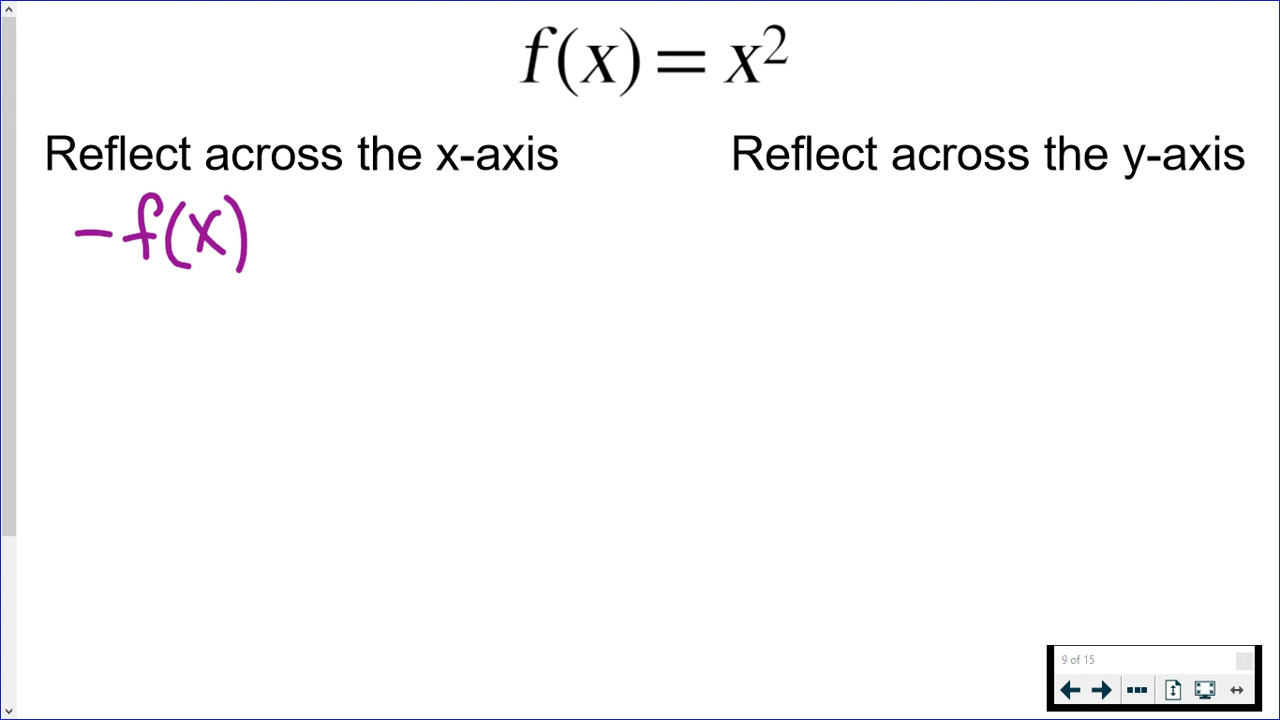 f(x) = x²
Reflect across the x-axis
Reflect across the y-axis
-f(x)
9 of 15